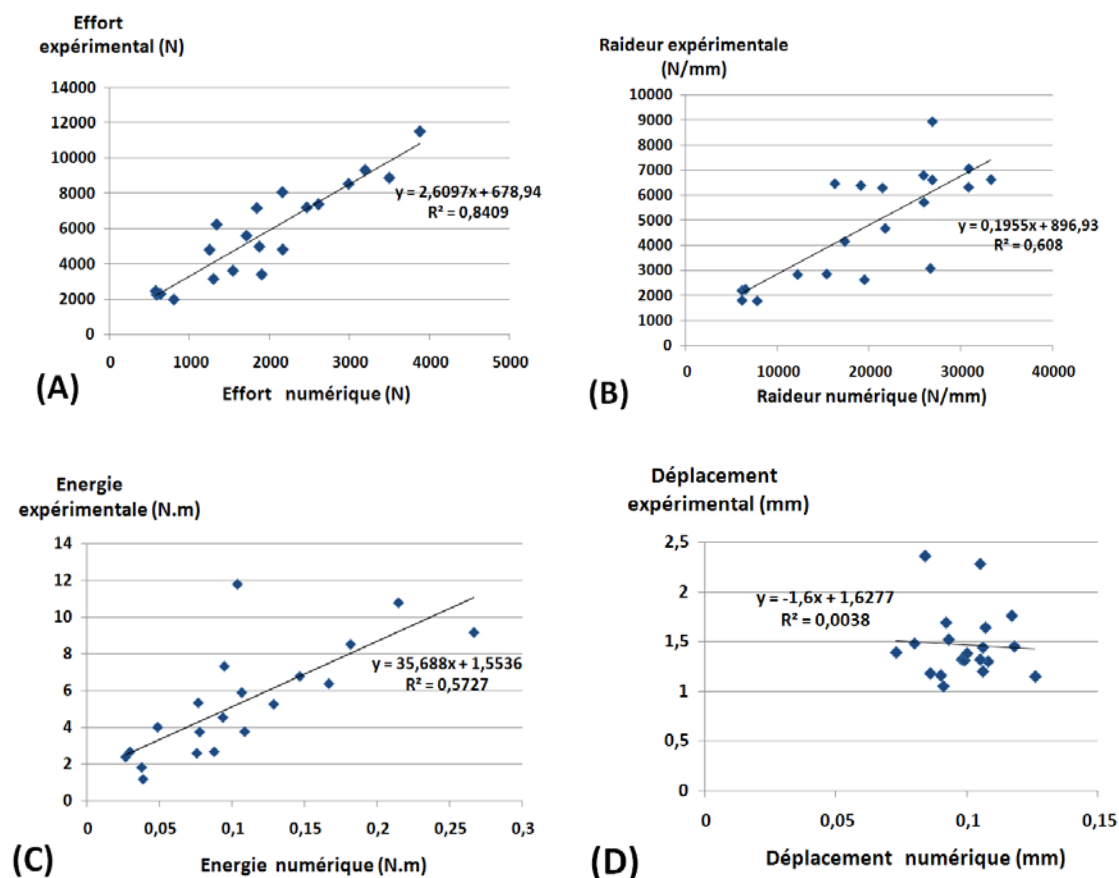 Effort
expérimental (N)
14000
12000
10000
8000
6000
4000
2000
0
y = 2,6097x + 678,94
R² = 0,8409
0 1000 2000 3000 4000 5000
Effort numérique (N)
(A)
Raideur expérimentale
(N/mm)
10000
9000
8000
7000
6000
5000
4000
3000
2000
1000
0
y = 0,1955x + 896,93
R² = 0,608
0 10000 20000 30000 40000
Raideur numérique (N/mm)
(B)
Energie
expérimentale (N.m)
14
12
10
8
6
4
2
0
y = 35,688x + 1,5536
R² = 0,5727
0 0,05 0,1 0,15 0,2 0,25 0,3
Energie numérique (N.m)
(C)
Déplacement
expérimental (mm)
2,5
2
1,5
1
0,5
0
y = -1,6x + 1,6277
R² = 0,0038
0 0,05 0,1 0,15
Déplacement numérique (mm)
(D)